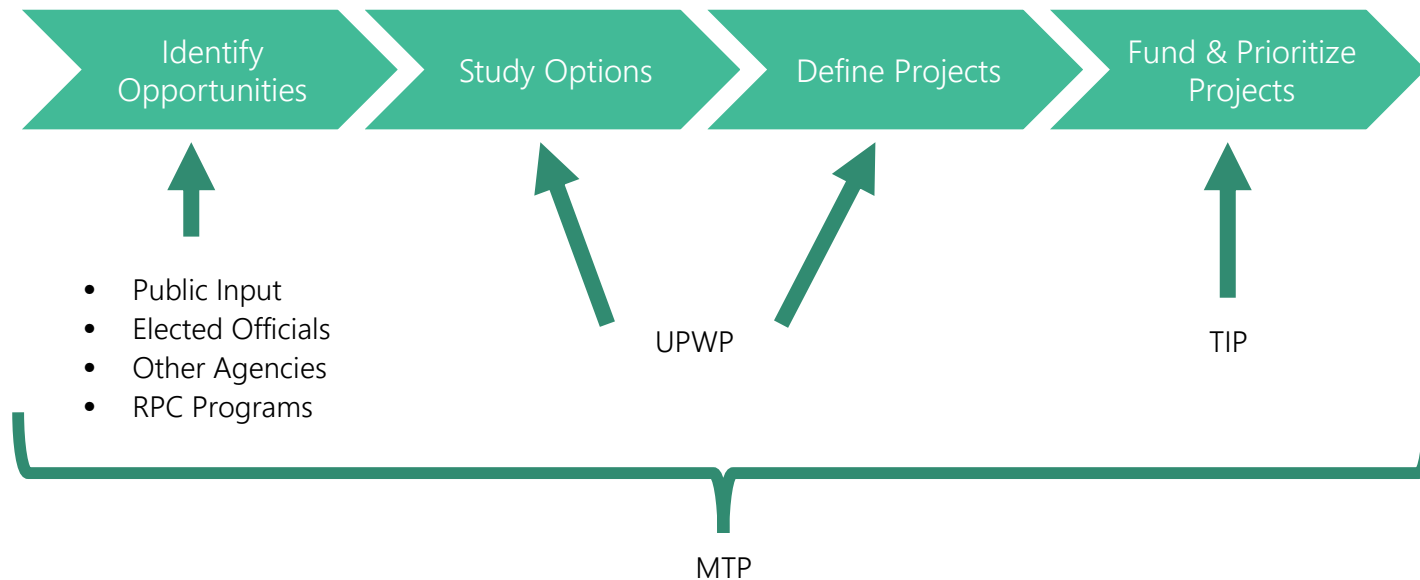 Identify
Opportunities
Study Options
Define Projects
Fund & Prioritize
Projects
• Public Input
• Elected Officials
• Other Agencies
• RPC Programs
UPWP
TIP
MTP